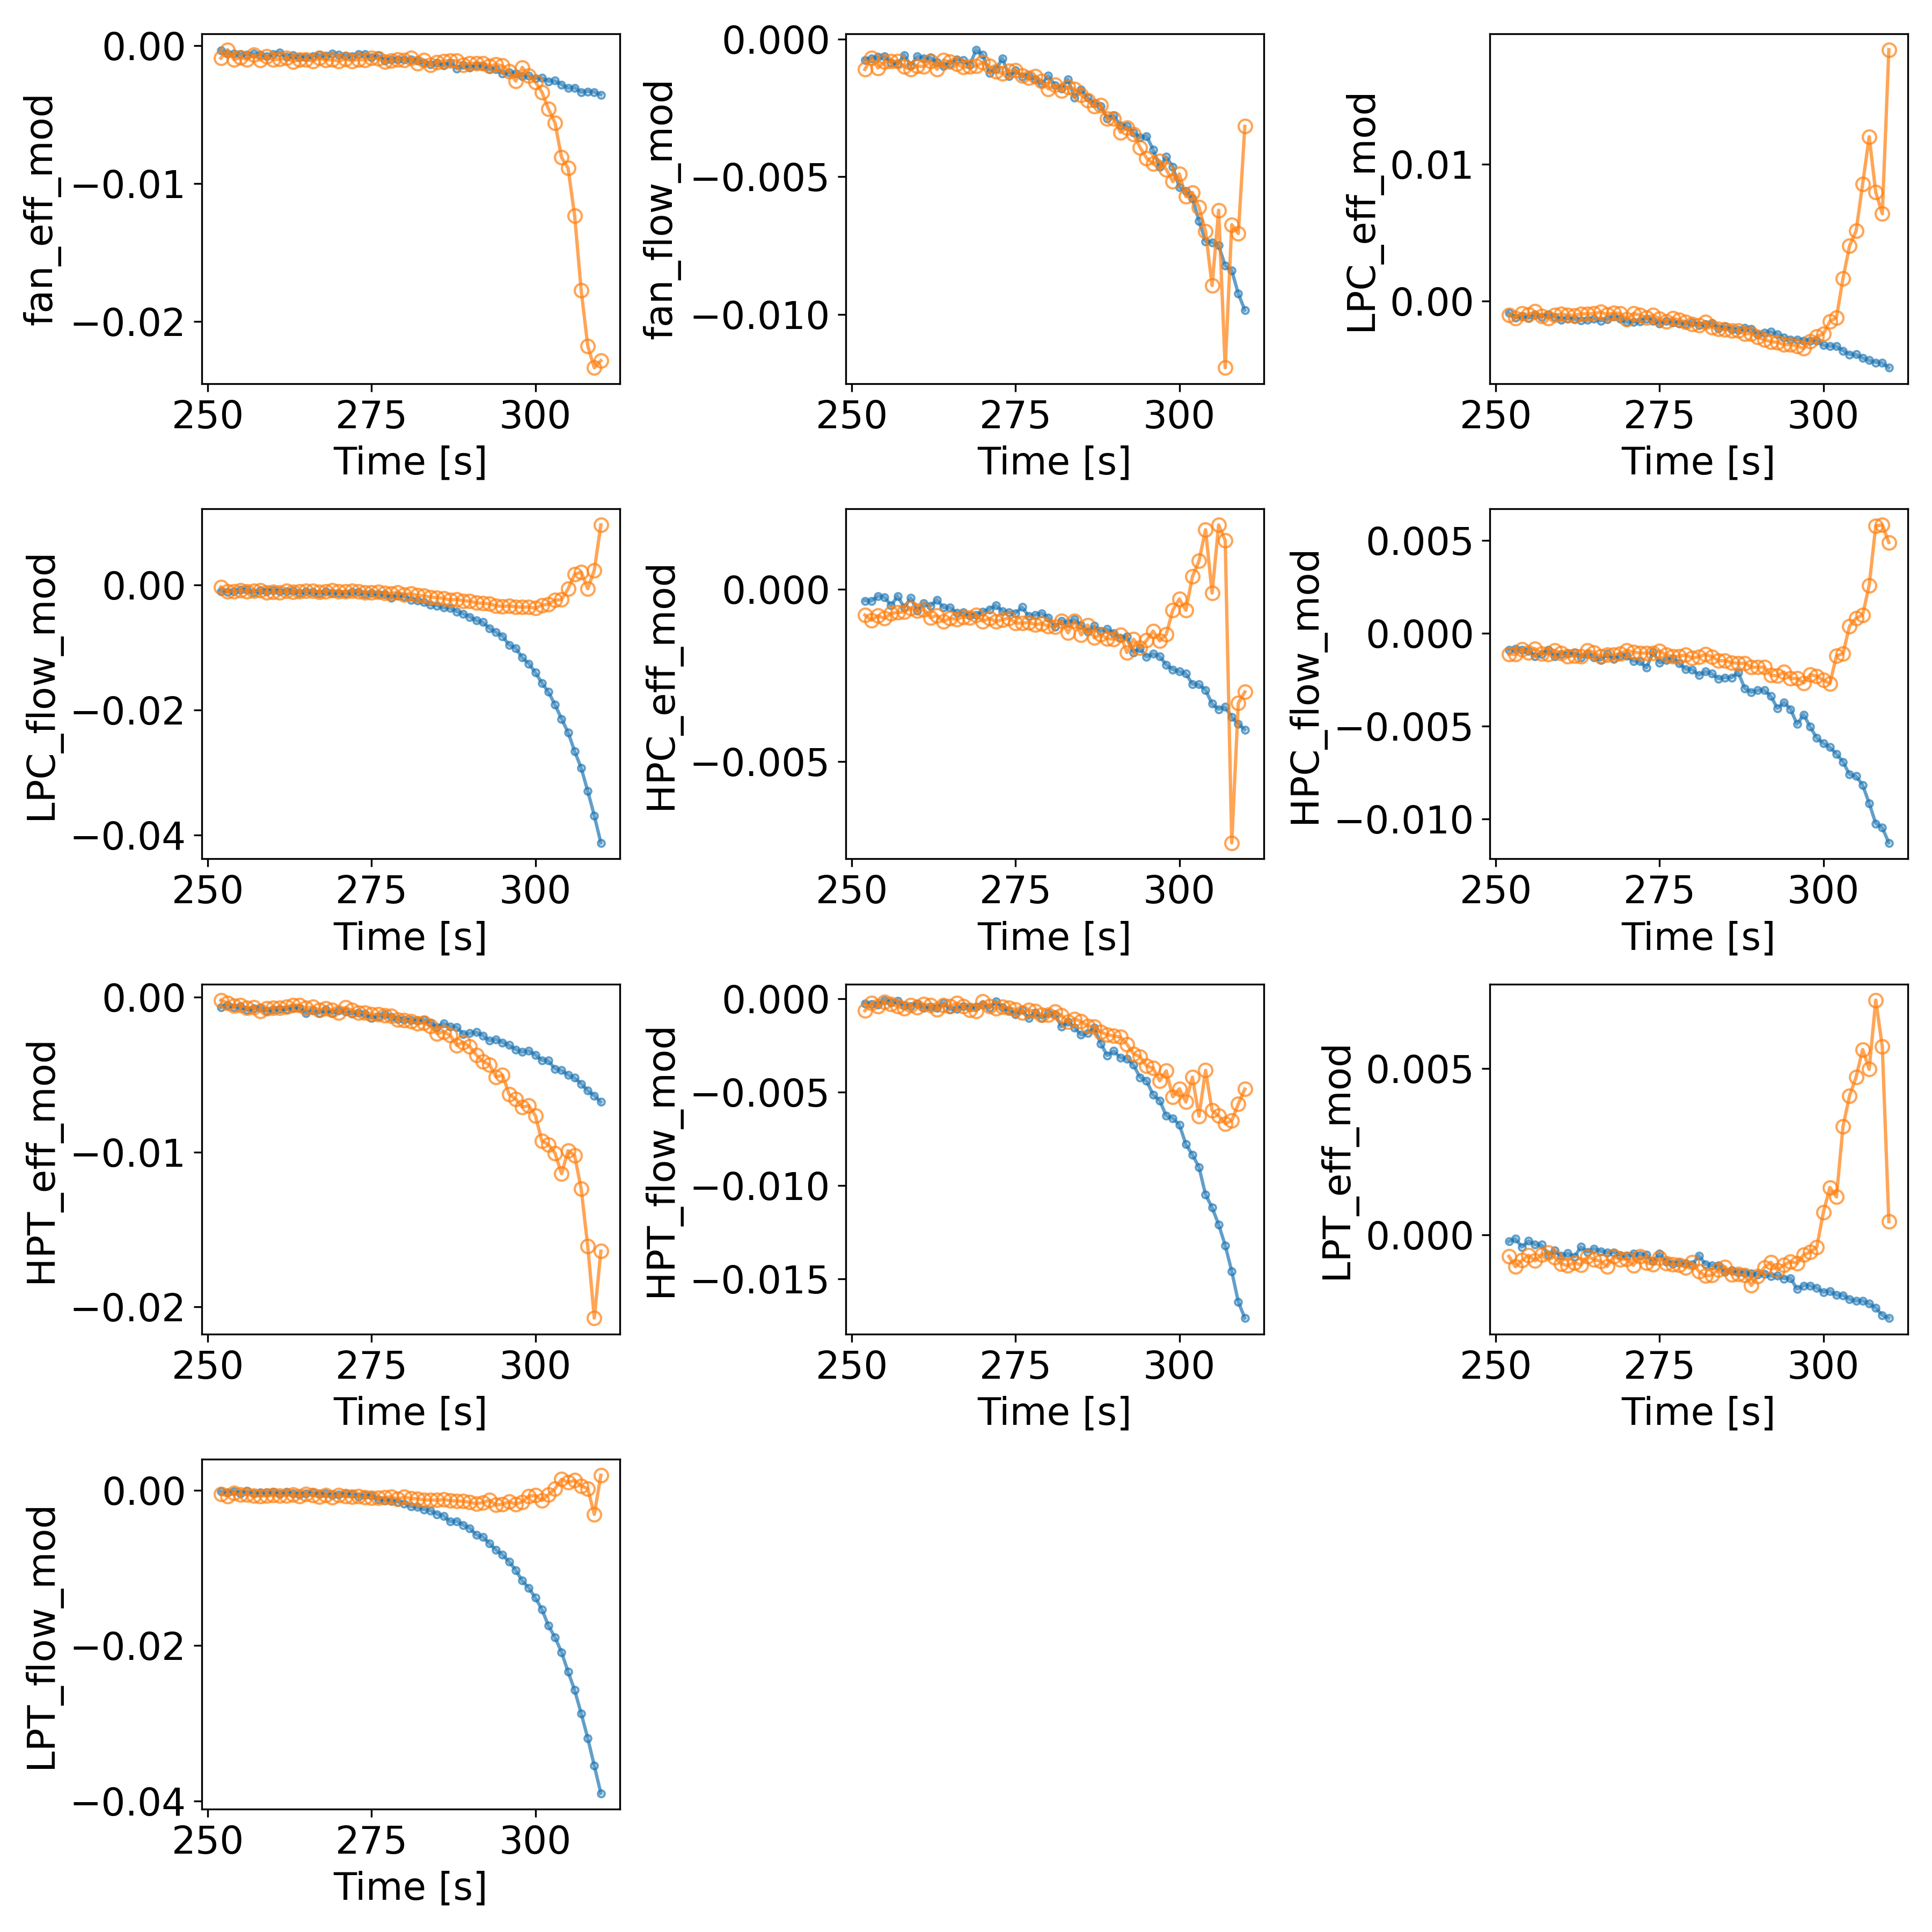 fan_eff_mod
0.00
−0.01
−0.02
250 275 300
Time [s]
fan_flow_mod
0.000
−0.005
−0.010
250 275 300
Time [s]
LPC_eff_mod
0.01
0.00
250 275 300
Time [s]
LPC_flow_mod
0.00
−0.02
−0.04
250 275 300
Time [s]
HPC_eff_mod
0.000
−0.005
250 275 300
Time [s]
HPC_flow_mod
0.005
0.000
−0.005
−0.010
250 275 300
Time [s]
HPT_eff_mod
0.00
−0.01
−0.02
250 275 300
Time [s]
HPT_flow_mod
0.000
−0.005
−0.010
−0.015
250 275 300
Time [s]
LPT_eff_mod
0.005
0.000
250 275 300
Time [s]
LPT_flow_mod
0.00
−0.02
−0.04
250 275 300
Time [s]